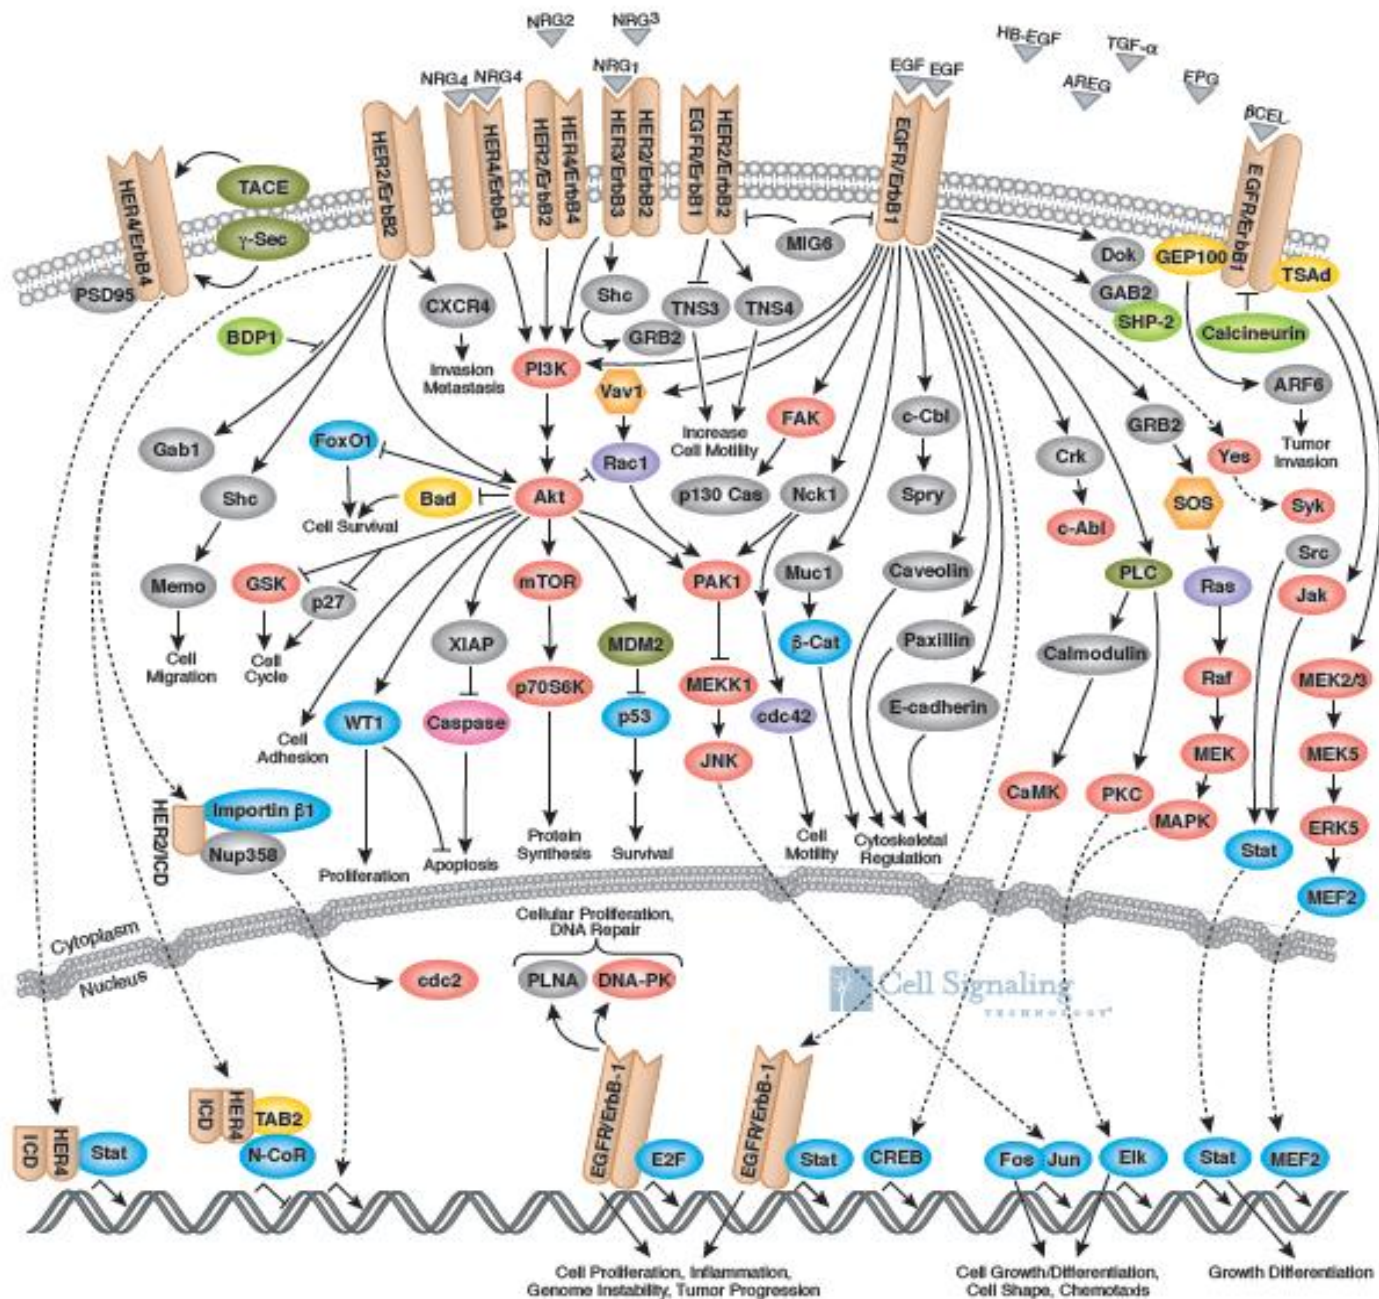 NRG2
NRG3
HB-EGF
TGF-α
NRG4
NRG4
NRG1
EGF
EGF
AREG
EPG
βCEL
HER4/ErbB4
TACE
γ-Sec
PSD95
HER2/ErbB2
HER4/ErbB4
HER2/ErbB2
HER4/ErbB4
HER3/ErbB3
HER2/ErbB2
EGFR/ErbB1
HER2/ErbB2
EGFR/ErbB1
EGFR/ErbB1
MIG6
Dok
GAB2
SHP-2
GEP100
TSAd
Calcineurin
BDP1
CXCR4
Invasion
Metastasis
Shc
GRB2
TNS3
TNS4
PI3K
Vav1
Increase
Cell Motility
FAK
c-Cbl
GRB2
ARF6
Tumor
Invasion
Gab1
FoxO1
Rac1
p130 Cas
Nck1
Spry
Crk
c-Abl
Yes
SOS
Syk
Shc
Bad
Cell Survival
Akt
Src
Memo
Cell
Migration
GSK
p27
Cell
Cycle
mTOR
PAK1
Muc1
Caveolin
PLC
Ras
Jak
XIAP
MDM2
β-Cat
Paxillin
Calmodulin
Raf
MEK2/3
p70S6K
MEKK1
E-cadherin
WT1
Caspase
p53
cdc42
Cell
Adhesion
JNK
MEK
MEK5
CaMK
PKC
MAPK
ERK5
HER2/ICD
Importin β1
Nup358
Proliferation
Apoptosis
Protein
Synthesis
Survival
Cell
Motility
Cytoskeletal
Regulation
Stat
MEF2
Cytoplasm
Nucleus
cdc2
Cellular Proliferation,
DNA Repair
PLNA
DNA-PK
Cell Signaling
TECHNOLOGY®
ICD
HER4
Stat
ICD
HER4
TAB2
N-CoR
EGFR/ErbB-1
E2F
EGFR/ErbB-1
Stat
CREB
Fos
Jun
Elk
Stat
MEF2
Cell Proliferation, Inflammation,
Genome Instability, Tumor Progression
Cell Growth/Differentiation,
Cell Shape, Chemotaxis
Growth Differentiation